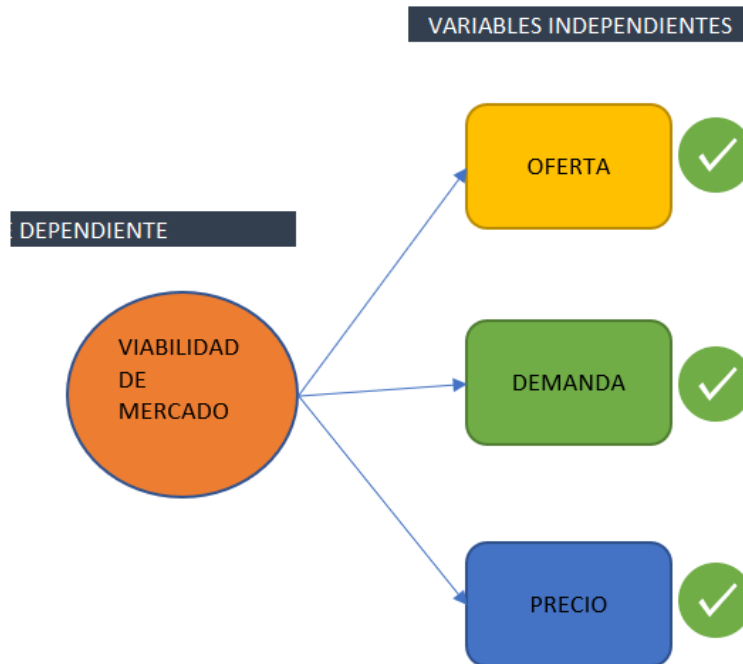 VARIABLES INDEPENDIENTES
OFERTA
DEPENDIENTE
VIABILIDAD
DE
MERCADO
DEMANDA
PRECIO